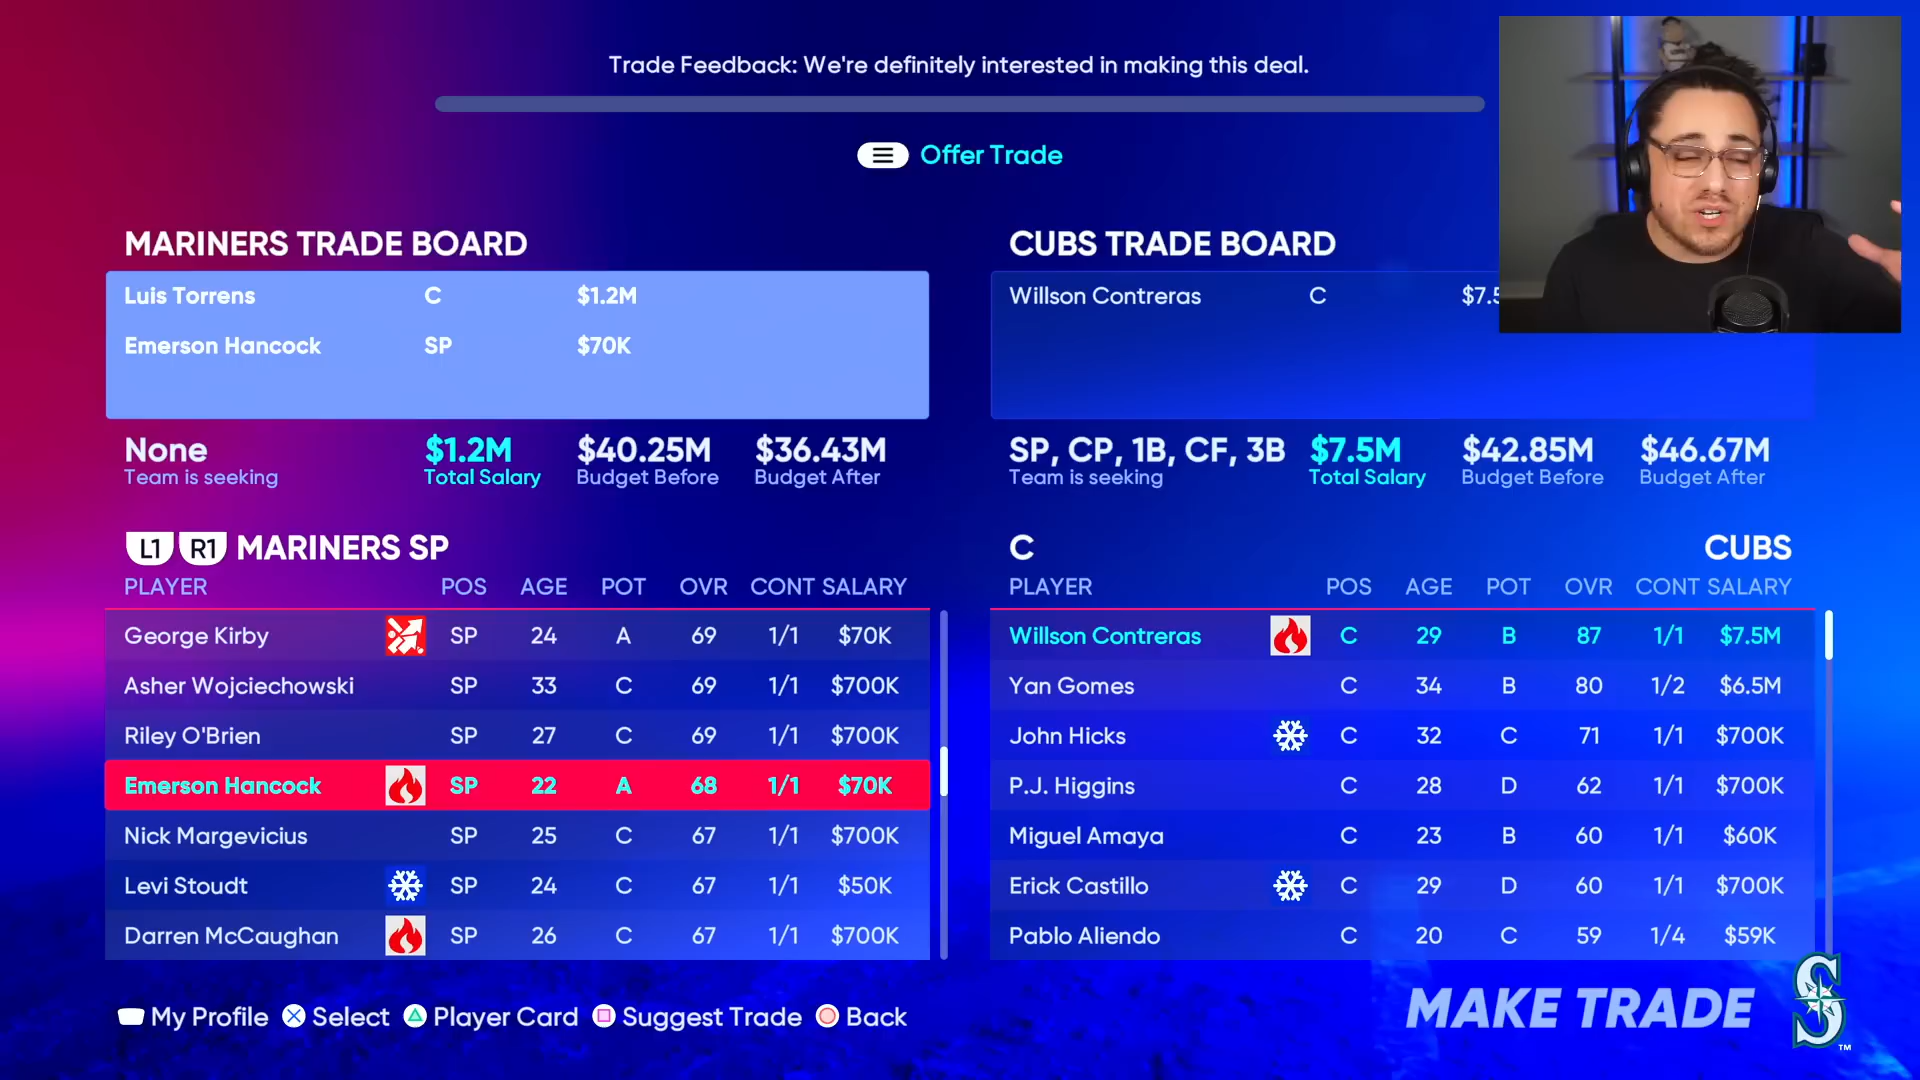 Trade Feedback: We're definitely interested in making this deal.
Offer Trade
MARINERS TRADE BOARD
Luis Torrens C $1.2M
Emerson Hancock SP $70K
None $1.2M $40.25M $36.43M
Team is seeking Total Salary Budget Before Budget After
CUBS TRADE BOARD
Willson Contreras C
SP, CP, 1B, CF, 3B $7.5M $42.85M $46.67M
Team is seeking Total Salary Budget Before Budget After
L1 R1 MARINERS SP
PLAYER POS AGE POT OVR CONT SALARY
George Kirby SP 24 A 69 1/1 $70K
Asher Wojciechowski SP 33 C 69 1/1 $700K
Riley O'Brien SP 27 C 69 1/1 $700K
Emerson Hancock SP 22 A 68 1/1 $70K
Nick Margevicius SP 25 C 67 1/1 $700K
Levi Stoudt SP 24 C 67 1/1 $50K
Darren McCaughan SP 26 C 67 1/1 $700K
C CUBS
PLAYER POS AGE POT OVR CONT SALARY
Willson Contreras C 29 B 87 1/1 $7.5M
Yan Gomes C 34 B 80 1/2 $6.5M
John Hicks C 32 C 71 1/1 $700K
P.J. Higgins C 28 D 62 1/1 $700K
Miguel Amaya C 23 B 60 1/1 $60K
Erick Castillo C 29 D 60 1/1 $700K
Pablo Aliendo C 20 C 59 1/4 $59K
My Profile Select Player Card Suggest Trade Back
MAKE TRADE S TM